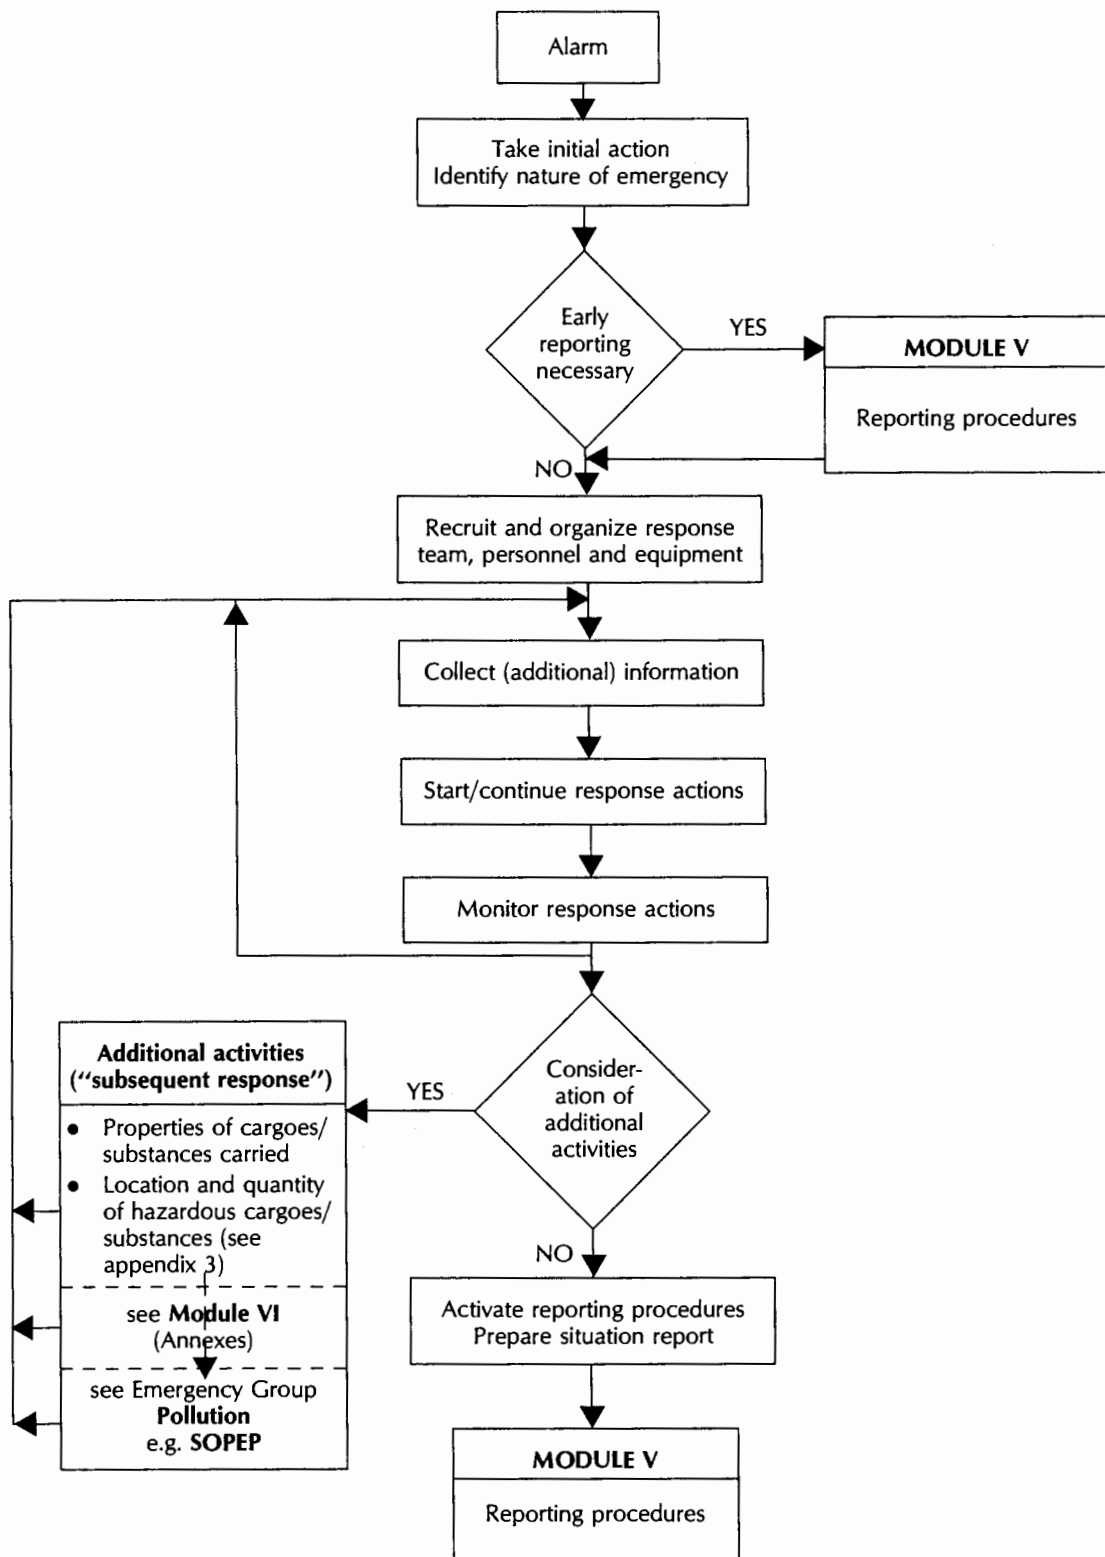 Alarm
Take initial action
Identify nature of emergency
Early
reporting
necessary
YES
MODULE V
Reporting procedures
NO
Recruit and organize response
team, personnel and equipment
Collect (additional) information
Start/continue response actions
Monitor response actions
Consider-
ation of
additional
activities
YES
Additional activities
(“subsequent response”)
● Properties of cargoes/
substances carried
● Location and quantity
of hazardous cargoes/
substances (see
appendix 3)
see Module VI
(Annexes)
see Emergency Group
Pollution
e.g. SOPEP
NO
Activate reporting procedures
Prepare situation report
MODULE V
Reporting procedures